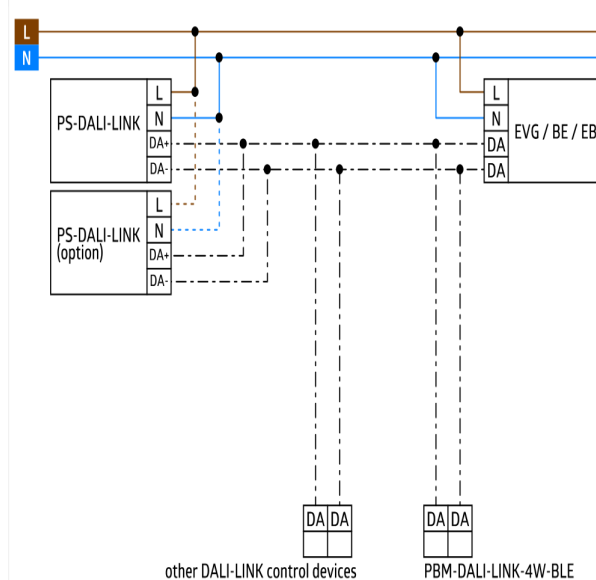 L
N
PS-DALI-LINK
L
N
DA+
DA-
EVG / BE / EB
L
N
DA
DA
PS-DALI-LINK
(option)
L
N
DA+
DA-
DA DA
DA DA
other DALI-LINK control devices
PBM-DALI-LINK-4W-BLE